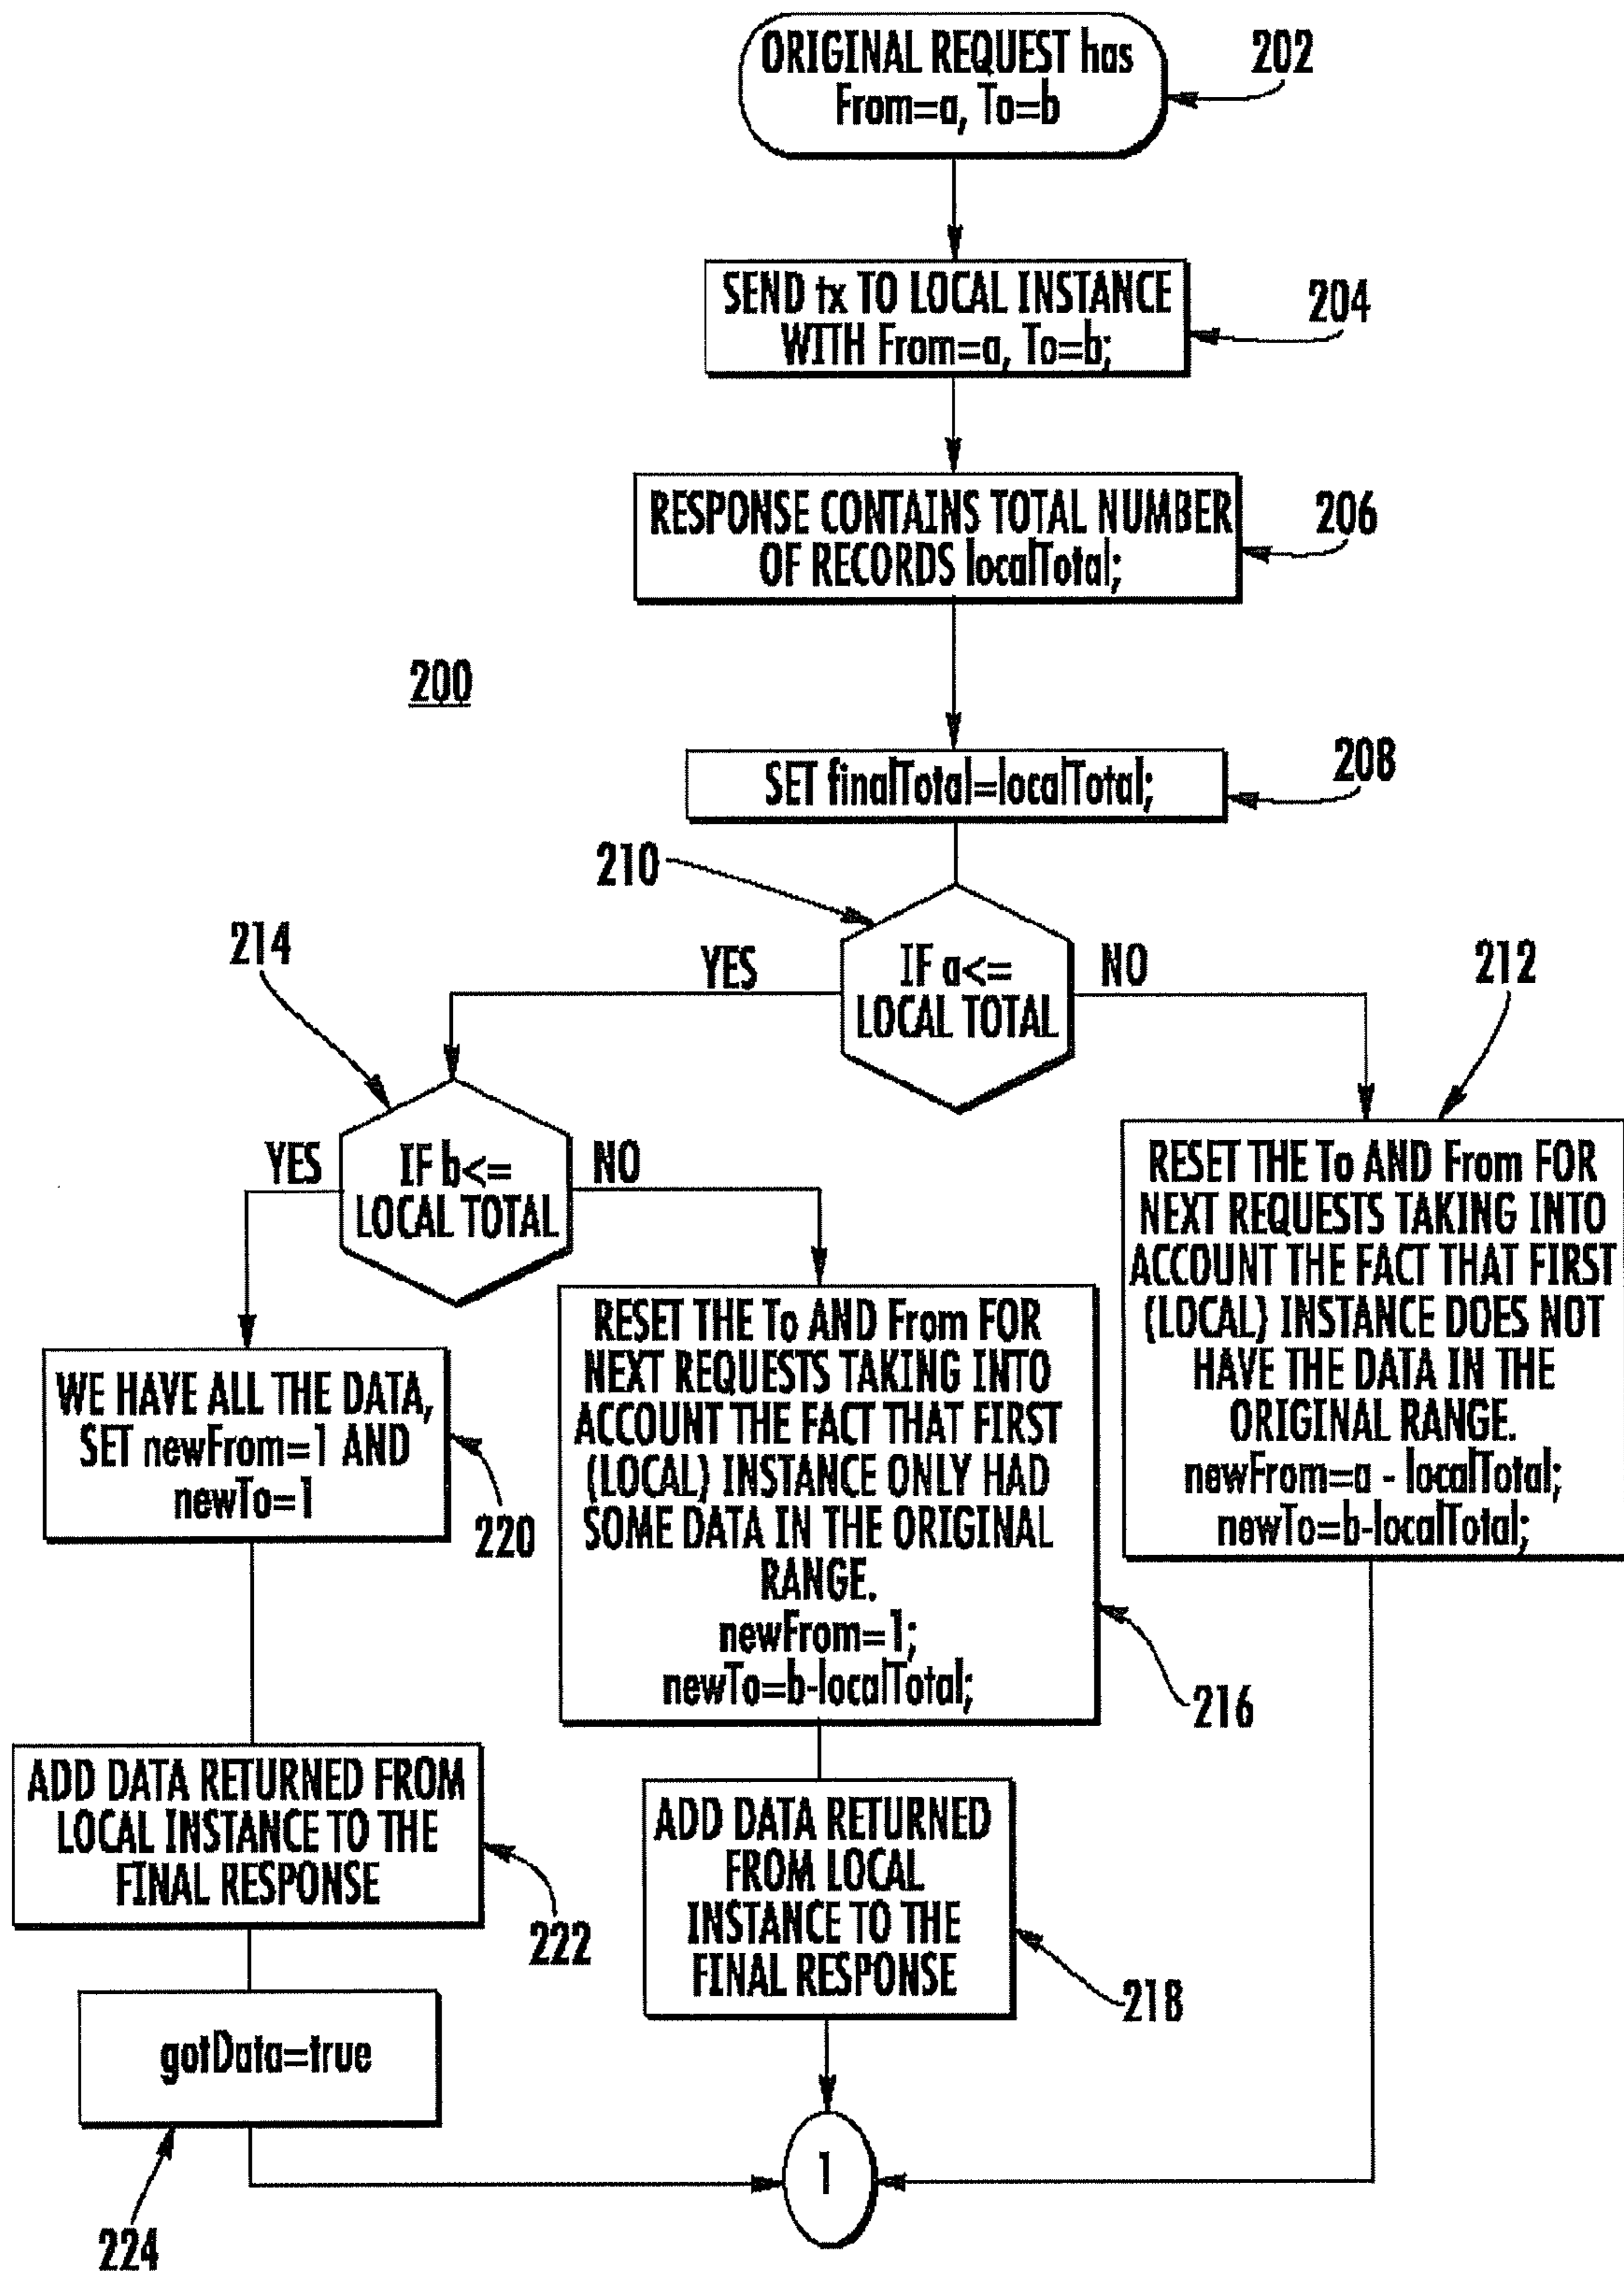 ORIGINAL REQUEST has
From=a, To=b
202
SEND tx TO LOCAL INSTANCE
WITH From=a, To=b;
204
RESPONSE CONTAINS TOTAL NUMBER
OF RECORDS localTotal;
206
200
SET finalTotal=localTotal;
208
210
IF a<=
LOCAL TOTAL
YES
NO
214
212
IF b<=
LOCAL TOTAL
YES
NO
RESET THE To AND From FOR
NEXT REQUESTS TAKING INTO
ACCOUNT THE FACT THAT FIRST
(LOCAL) INSTANCE DOES NOT
HAVE THE DATA IN THE
ORIGINAL RANGE.
newFrom=a - localTotal;
newTo=b-localTotal;
WE HAVE ALL THE DATA,
SET newFrom=1 AND
newTo=1
220
RESET THE To AND From FOR
NEXT REQUESTS TAKING INTO
ACCOUNT THE FACT THAT FIRST
(LOCAL) INSTANCE ONLY HAD
SOME DATA IN THE ORIGINAL
RANGE.
newFrom=1;
newTo=b-localTotal;
216
ADD DATA RETURNED FROM
LOCAL INSTANCE TO THE
FINAL RESPONSE
222
ADD DATA RETURNED
FROM LOCAL
INSTANCE TO THE
FINAL RESPONSE
218
gotData=true
224
1